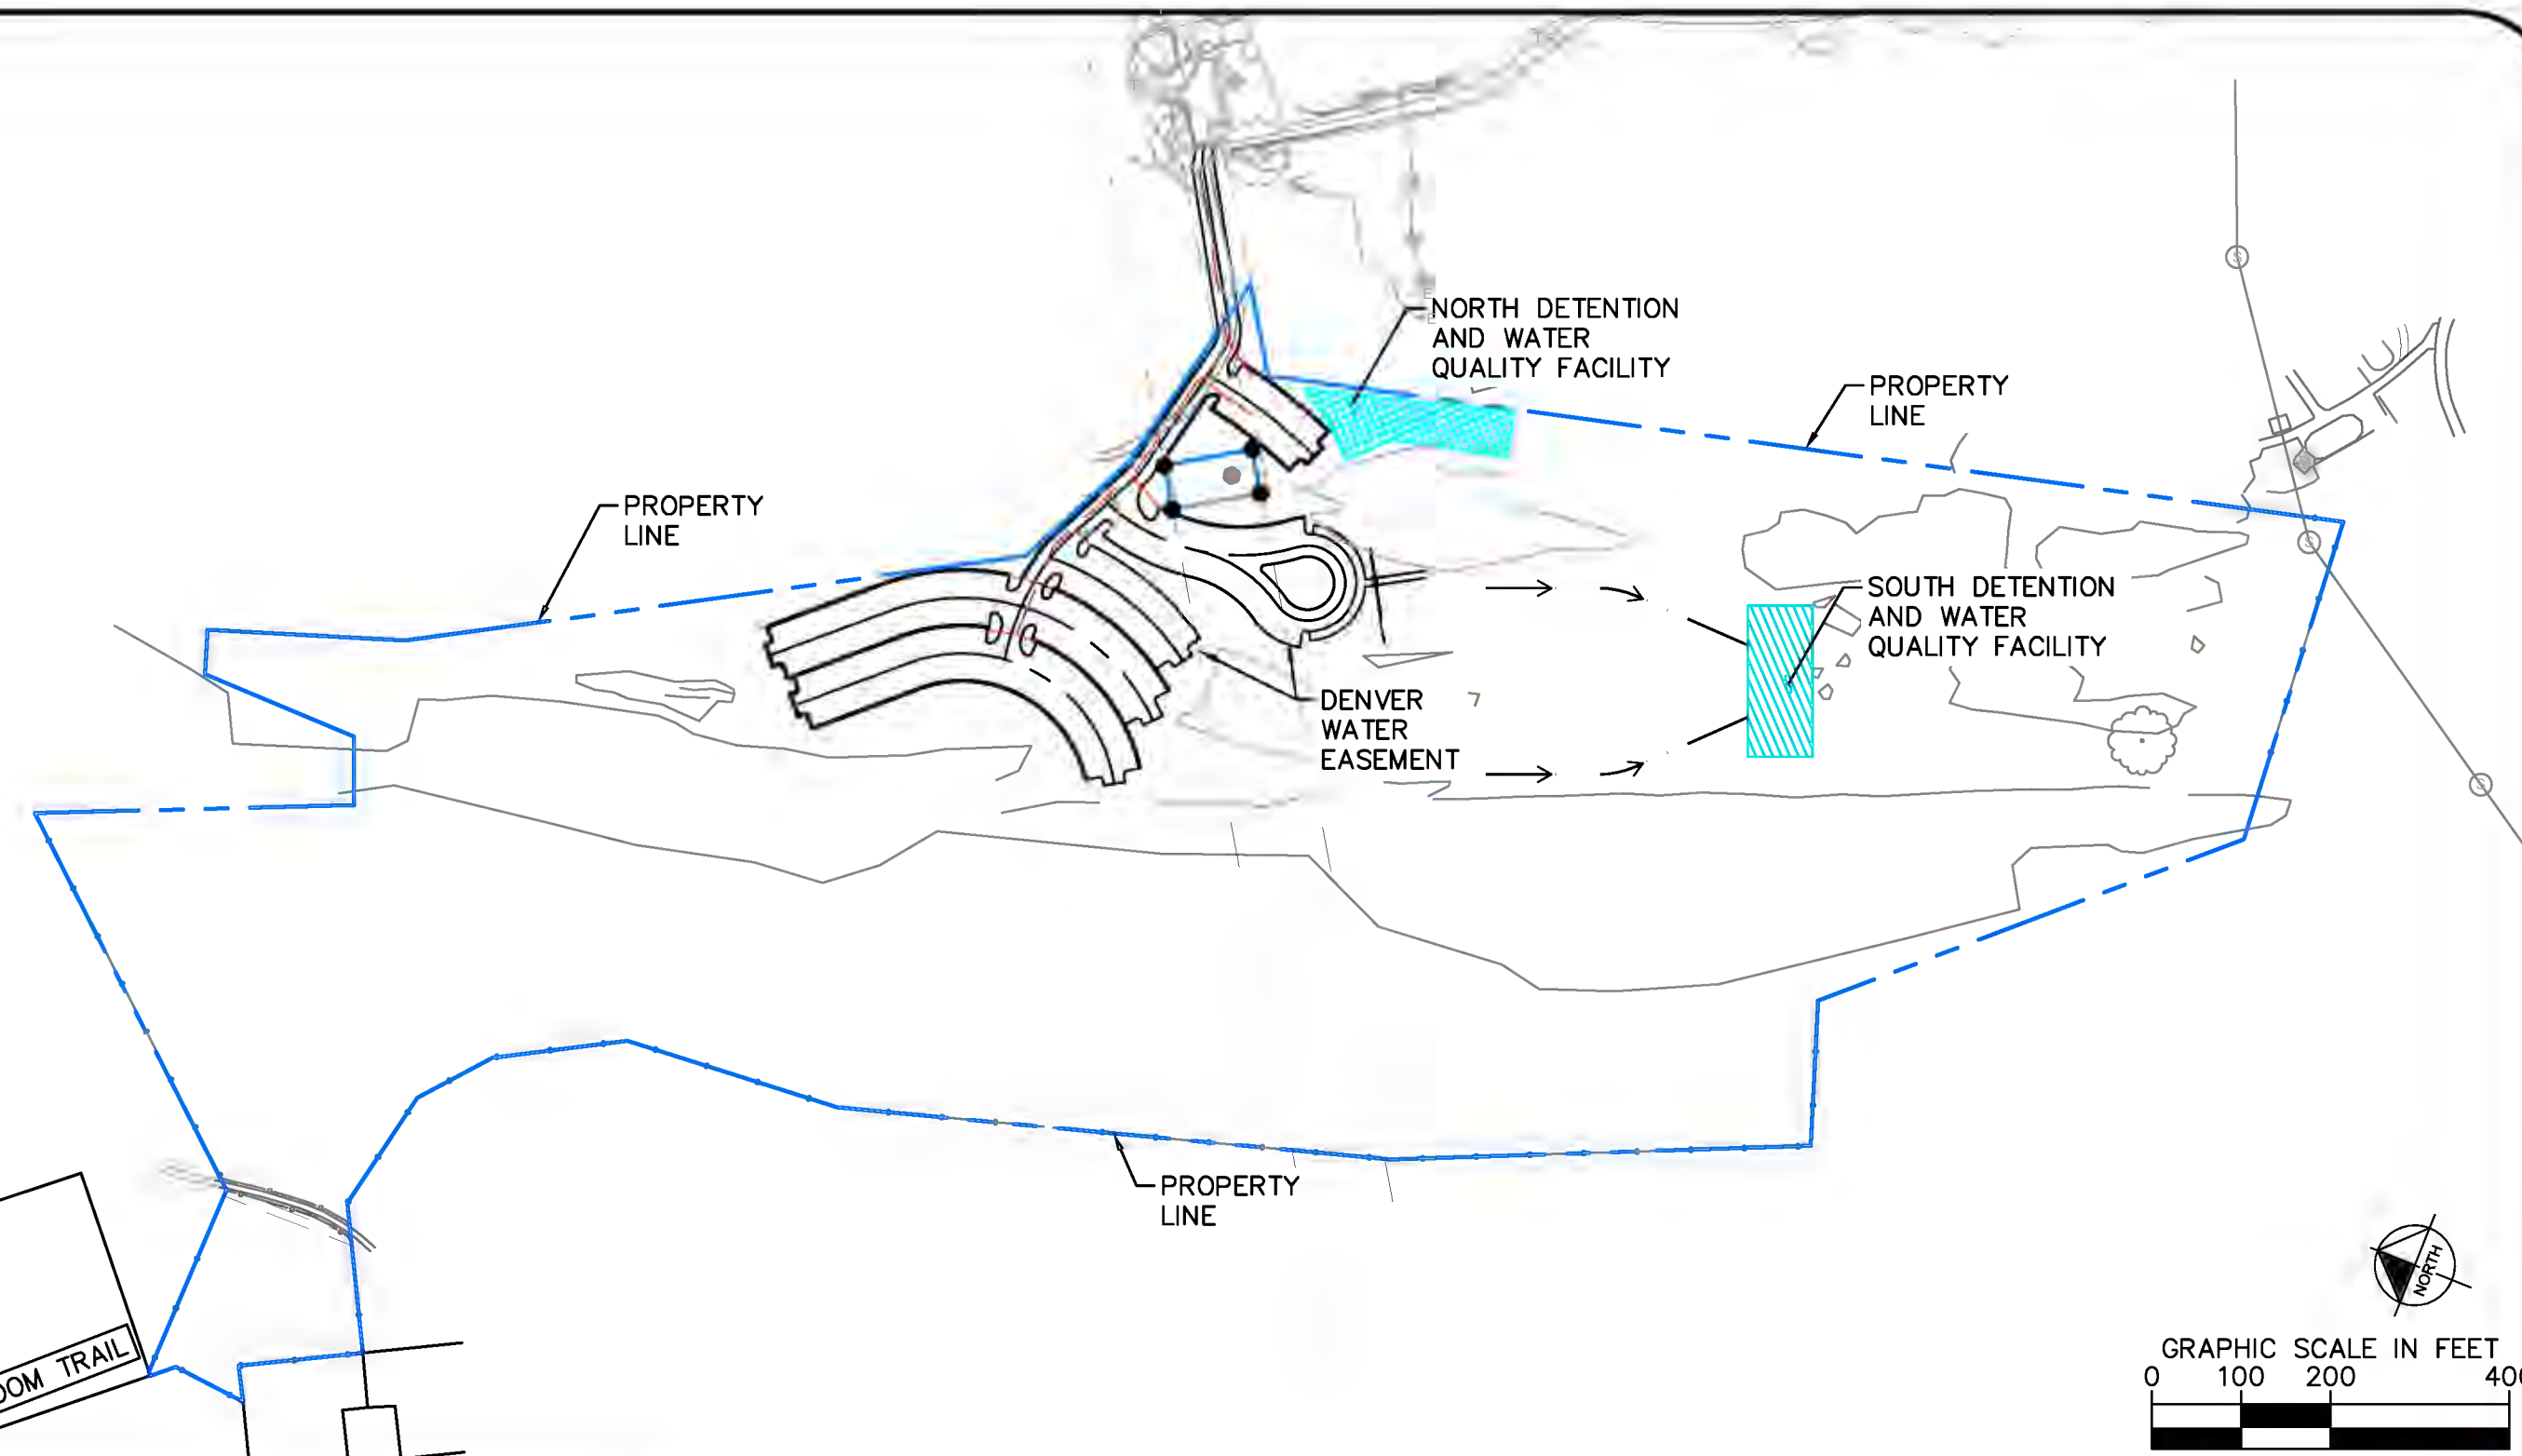 NORTH DETENTION
AND WATER
QUALITY FACILITY
PROPERTY
LINE
PROPERTY
LINE
SOUTH DETENTION
AND WATER
QUALITY FACILITY
DENVER
WATER
EASEMENT
PROPERTY
LINE
NORTH
TRAIL
GRAPHIC SCALE IN FEET
0 100 200
S
S
S